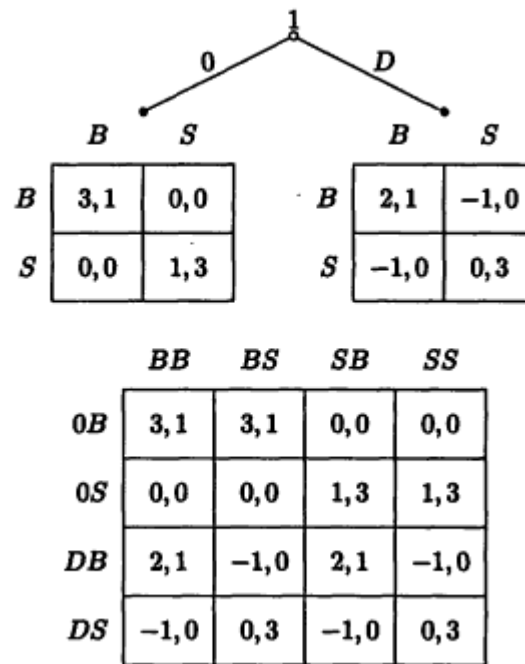 1
0 D
B S B S
B 3,1 0,0 B 2,1 -1,0
S 0,0 1,3 S -1,0 0,3
BB BS SB SS
0B 3,1 3,1 0,0 0,0
0S 0,0 0,0 1,3 1,3
DB 2,1 -1,0 2,1 -1,0
DS -1,0 0,3 -1,0 0,3